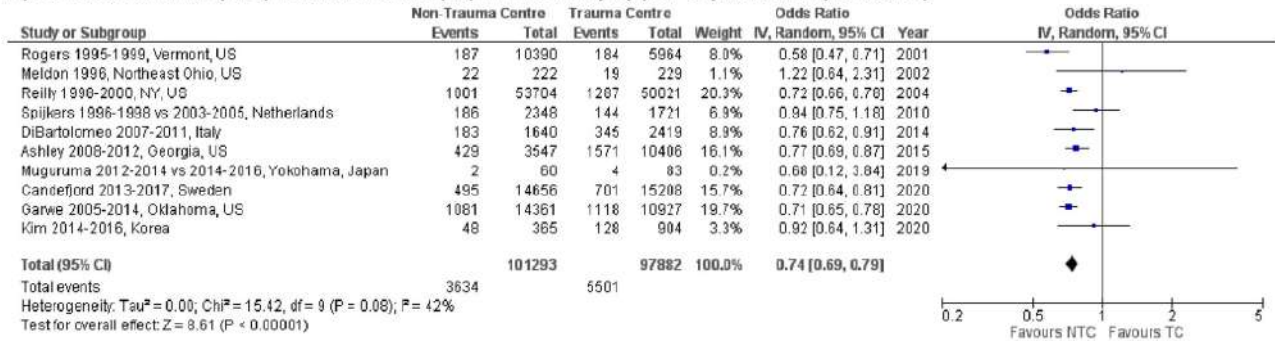 Non-Trauma Centre Trauma Centre Odds Ratio Odds Ratio
Study or Subgroup Events Total Events Total Weight IV, Random, 95% CI Year IV, Random, 95% CI
Rogers 1995-1999, Vermont, US 187 10390 184 5964 8.0% 0.58 [0.47, 0.71] 2001
Meldon 1996, Northeast Ohio, US 22 222 19 229 1.1% 1.22 [0.64, 2.31] 2002
Reilly 1998-2000, NY, US 1001 53704 1287 50021 20.3% 0.72 [0.66, 0.78] 2004
Spijkers 1996-1998 vs 2003-2005, Netherlands 186 2348 144 1721 6.9% 0.94 [0.75, 1.18] 2010
DiBartolomeo 2007-2011, Italy 183 1640 345 2419 8.9% 0.76 [0.62, 0.91] 2014
Ashley 2008-2012, Georgia, US 429 3547 1571 10406 16.1% 0.77 [0.69, 0.87] 2015
Muguruma 2012-2014 vs 2014-2016, Yokohama, Japan 2 60 4 83 0.2% 0.68 [0.12, 3.84] 2019
Candefjord 2013-2017, Sweden 495 14656 701 15208 15.7% 0.72 [0.64, 0.81] 2020
Garwe 2005-2014, Oklahoma, US 1081 14361 1118 10927 19.7% 0.71 [0.65, 0.78] 2020
Kim 2014-2016, Korea 48 365 128 904 3.3% 0.92 [0.64, 1.31] 2020
Total (95% CI) 101293 97882 100.0% 0.74 [0.69, 0.79]
Total events 3634 5501
Heterogeneity: Tau² = 0.00; Chi² = 15.42, df = 9 (P = 0.08); I² = 42%
Test for overall effect: Z = 8.61 (P < 0.00001)
0.2 0.5 1 2 5
Favours NTC Favours TC